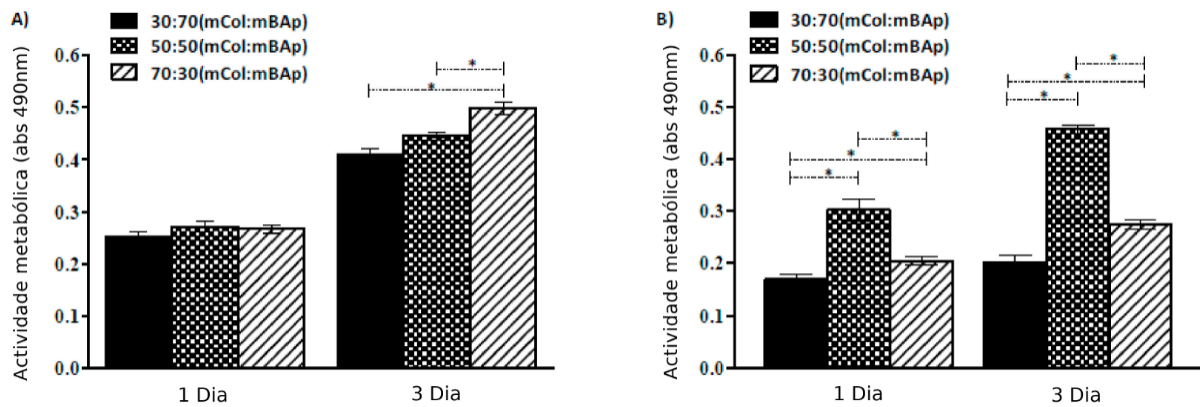 A)
30:70(mCol:mBAp)
50:50(mCol:mBAp)
70:30(mCol:mBAp)
Actividade metabólica (abs 490nm)
0.6
0.5
0.4
0.3
0.2
0.1
0.0
*
*
1 Dia
3 Dia
B)
30:70(mCol:mBAp)
50:50(mCol:mBAp)
70:30(mCol:mBAp)
Actividade metabólica (abs 490nm)
0.6
0.5
0.4
0.3
0.2
0.1
0.0
*
*
*
*
*
*
1 Dia
3 Dia